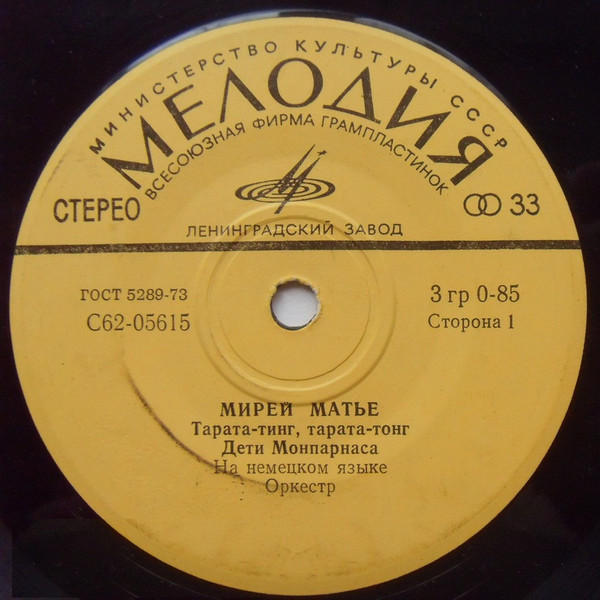 МИНИСТЕРСТВО КУЛЬТУРЫ СССР
МЕЛОДИЯ
ВСЕСОЮЗНАЯ ФИРМА ГРАМПЛАСТИНОК
СТЕРЕО
33
ЛЕНИНГРАДСКИЙ ЗАВОД
ГОСТ 5289-73
3 гр 0-85
С62-05615
Сторона 1
МИРЕЙ МАТЬЕ
Тарата-тинг, тарата-тонг
Дети Монпарнаса
На немецком языке
Оркестр